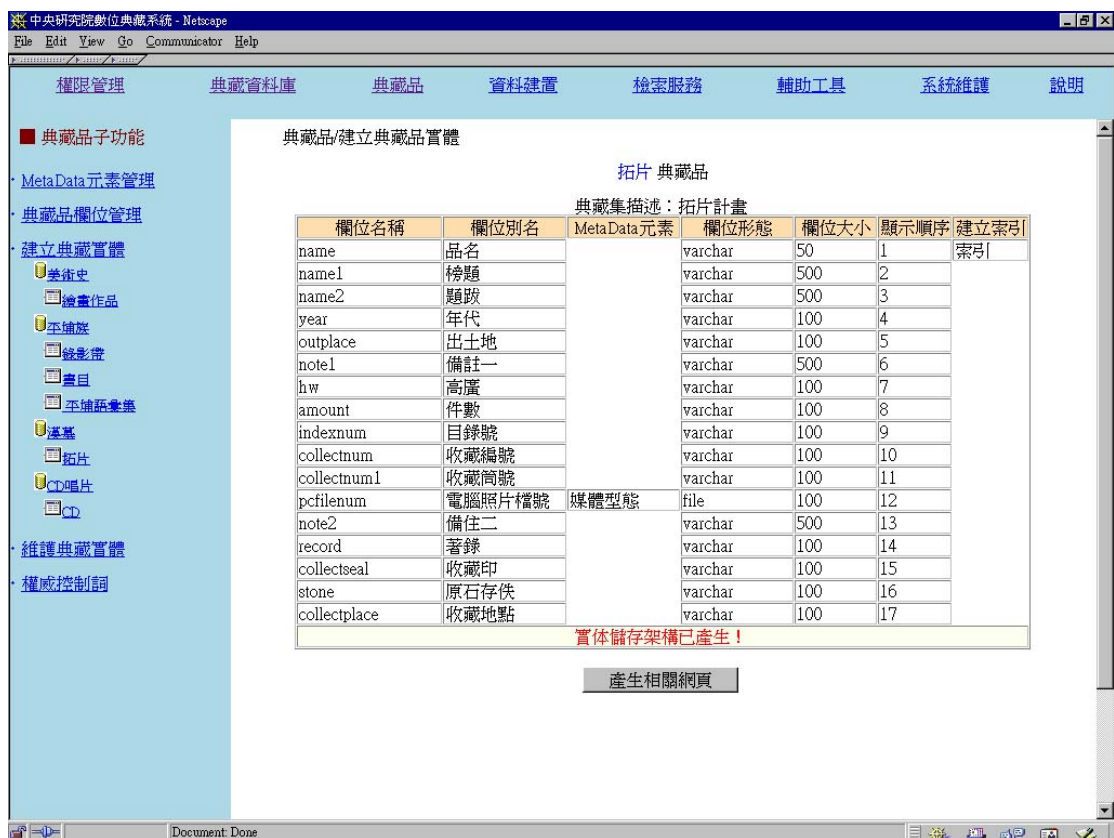 中央研究院數位典藏系統 - Netscape
File Edit View Go Communicator Help
權限管理 典藏資料庫 典藏品 資料建置 檢索服務 輔助工具 系統維護 說明
典藏品子功能
· MetaData元素管理
· 典藏品欄位管理
· 建立典藏實體
美術史
繪畫作品
平埔族
錄影帶
書目
平埔語彙集
漢墓
拓片
CD唱片
CD
· 維護典藏實體
· 權威控制詞
典藏品/建立典藏品實體
拓片 典藏品
典藏集描述：拓片計畫
欄位名稱 欄位別名 MetaData元素 欄位形態 欄位大小 顯示順序 建立索引
name 品名 varchar 50 1 索引
name1 榜題 varchar 500 2
name2 題跋 varchar 500 3
year 年代 varchar 100 4
outplace 出土地 varchar 100 5
note1 備註一 varchar 500 6
hw 高廣 varchar 100 7
amount 件數 varchar 100 8
indexnum 目錄號 varchar 100 9
collectnum 收藏編號 varchar 100 10
collectnum1 收藏筒號 varchar 100 11
pcfilenum 電腦照片檔號 媒體型態 file 100 12
note2 備住二 varchar 500 13
record 著錄 varchar 100 14
collectseal 收藏印 varchar 100 15
stone 原石存佚 varchar 100 16
collectplace 收藏地點 varchar 100 17
實体儲存架構已產生！
產生相關網頁
Document: Done